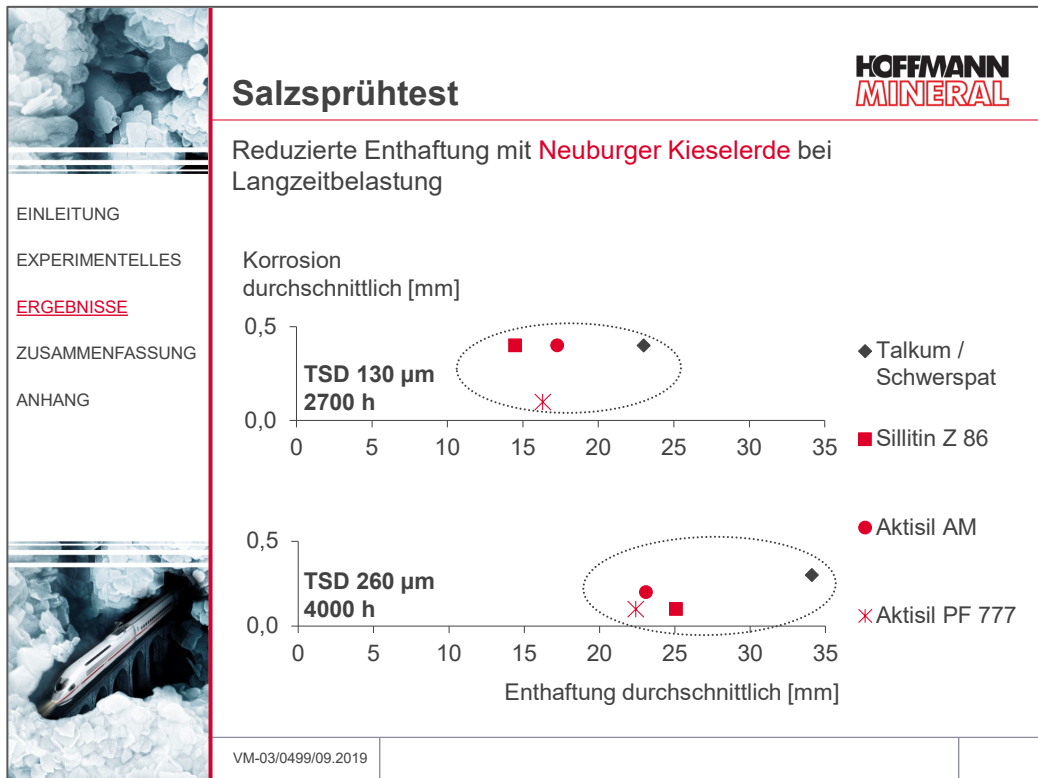 Salzsprühtest
HOFFMANN
MINERAL
Reduzierte Enthaftung mit Neuburger Kieselerde bei
Langzeitbelastung
EINLEITUNG
EXPERIMENTELLES
ERGEBNISSE
ZUSAMMENFASSUNG
ANHANG
Korrosion
durchschnittlich [mm]
0,5
TSD 130 µm
2700 h
0,0
0 5 10 15 20 25 30 35
0,5
TSD 260 µm
4000 h
0,0
0 5 10 15 20 25 30 35
Enthaftung durchschnittlich [mm]
Talkum /
Schwerspat
Sillitin Z 86
Aktisil AM
Aktisil PF 777
VM-03/0499/09.2019